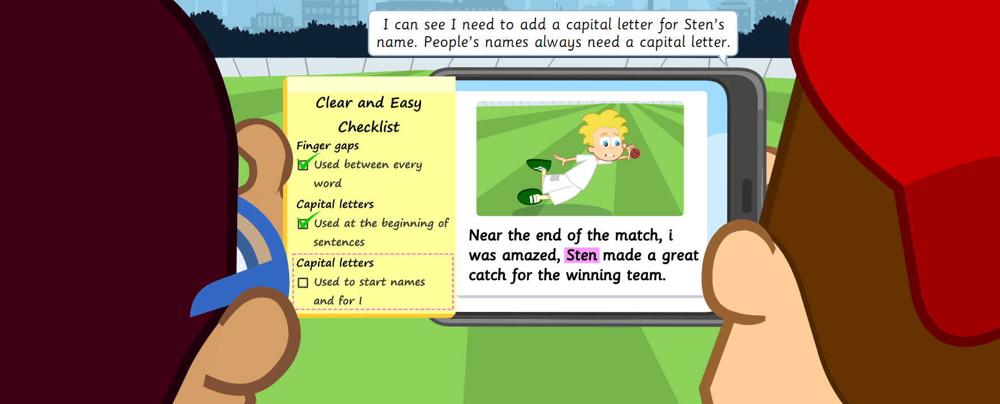 I can see I need to add a capital letter for Sten's
name. People's names always need a capital letter.
Clear and Easy
Checklist
Finger gaps
Used between every
word
Capital letters
Used at the beginning of
sentences
Capital letters
Used to start names
and for I
Near the end of the match, i
was amazed, Sten made a great
catch for the winning team.